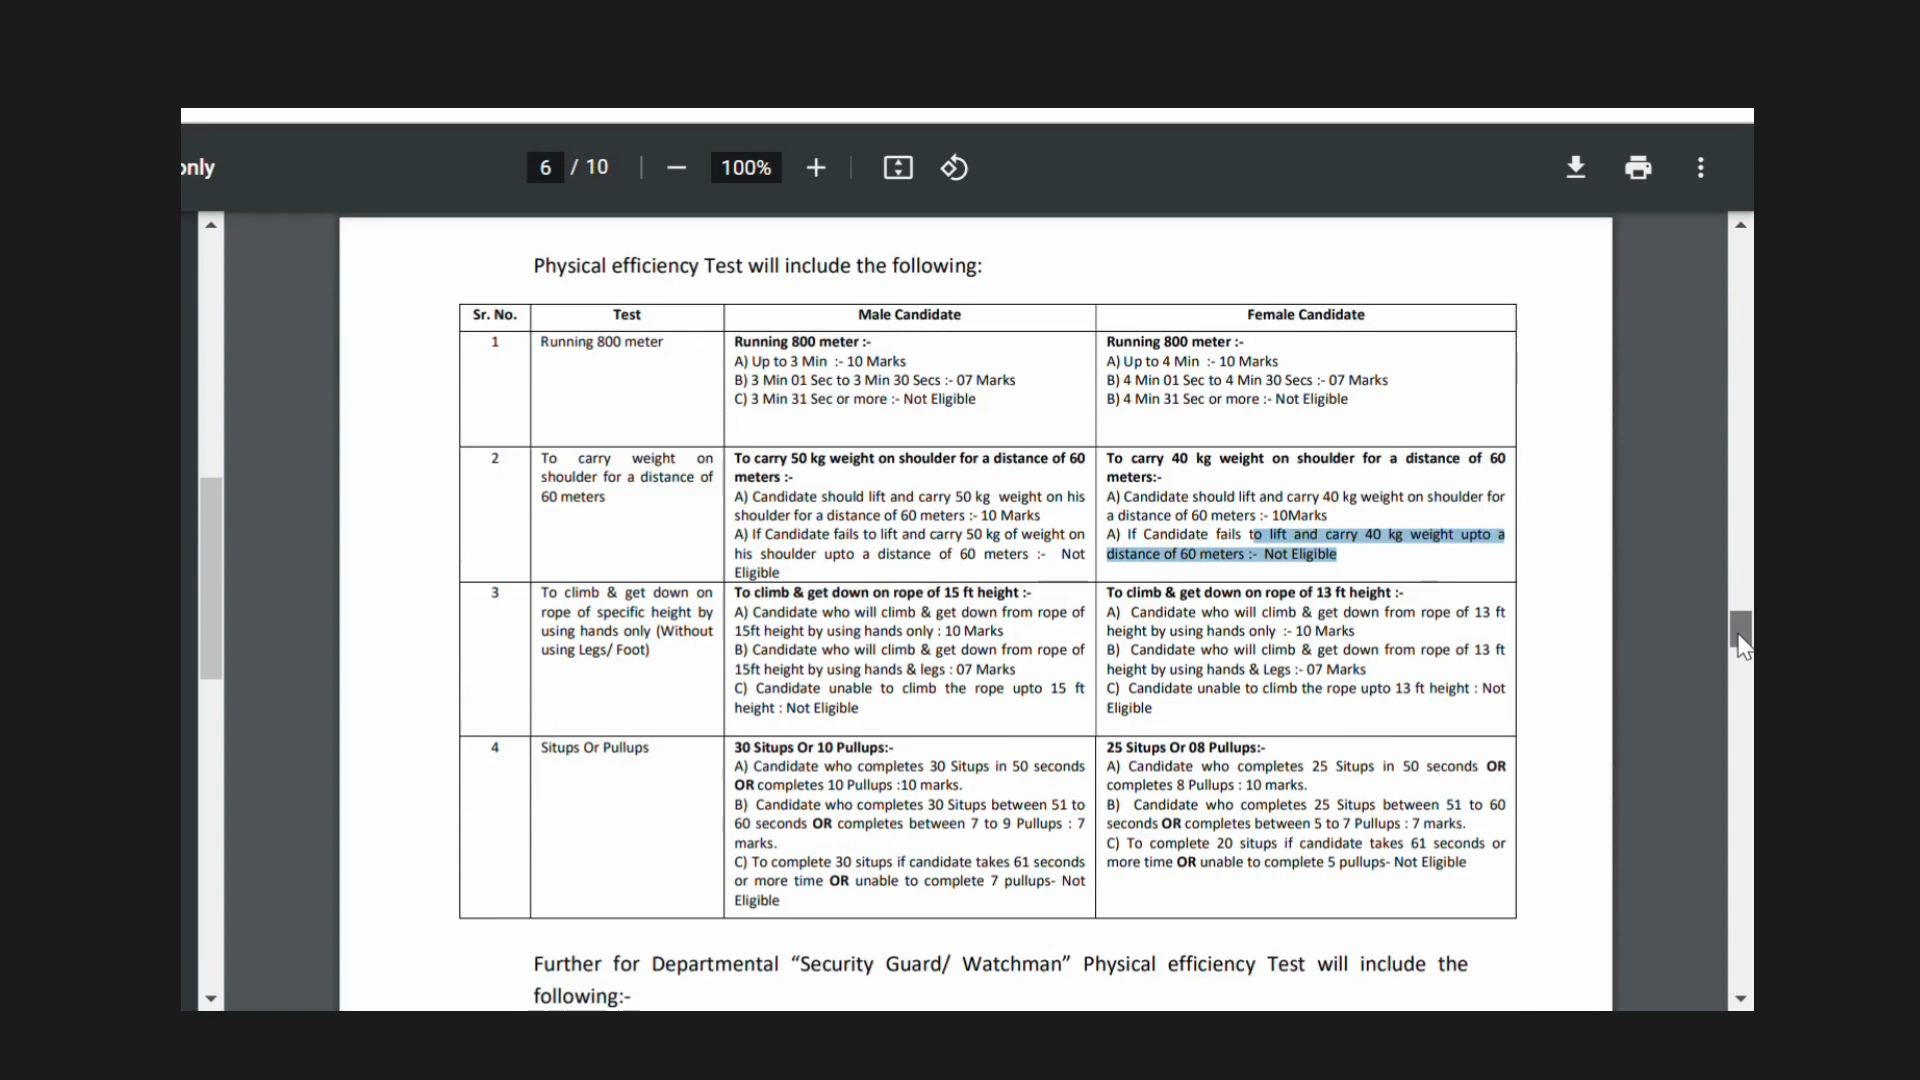 only
6 / 10
100%
Physical efficiency Test will include the following:
Sr. No. Test Male Candidate Female Candidate
1
Running 800 meter
Running 800 meter :-
A) Up to 3 Min :- 10 Marks
B) 3 Min 01 Sec to 3 Min 30 Secs :- 07 Marks
C) 3 Min 31 Sec or more :- Not Eligible
Running 800 meter :-
A) Up to 4 Min :- 10 Marks
B) 4 Min 01 Sec to 4 Min 30 Secs :- 07 Marks
B) 4 Min 31 Sec or more :- Not Eligible
2
To carry weight on
shoulder for a distance of
60 meters
To carry 50 kg weight on shoulder for a distance of 60
meters :-
A) Candidate should lift and carry 50 kg weight on his
shoulder for a distance of 60 meters :- 10 Marks
A) If Candidate fails to lift and carry 50 kg of weight on
his shoulder upto a distance of 60 meters :- Not
Eligible
To carry 40 kg weight on shoulder for a distance of 60
meters:-
A) Candidate should lift and carry 40 kg weight on shoulder for
a distance of 60 meters :- 10Marks
A) If Candidate fails to lift and carry 40 kg weight upto a
distance of 60 meters :- Not Eligible
3
To climb & get down on
rope of specific height by
using hands only (Without
using Legs/ Foot)
To climb & get down on rope of 15 ft height :-
A) Candidate who will climb & get down from rope of
15ft height by using hands only : 10 Marks
B) Candidate who will climb & get down from rope of
15ft height by using hands & legs : 07 Marks
C) Candidate unable to climb the rope upto 15 ft
height : Not Eligible
To climb & get down on rope of 13 ft height :-
A) Candidate who will climb & get down from rope of 13 ft
height by using hands only :- 10 Marks
B) Candidate who will climb & get down from rope of 13 ft
height by using hands & Legs :- 07 Marks
C) Candidate unable to climb the rope upto 13 ft height : Not
Eligible
4
Situps Or Pullups
30 Situps Or 10 Pullups:-
A) Candidate who completes 30 Situps in 50 seconds
OR completes 10 Pullups :10 marks.
B) Candidate who completes 30 Situps between 51 to
60 seconds OR completes between 7 to 9 Pullups : 7
marks.
C) To complete 30 situps if candidate takes 61 seconds
or more time OR unable to complete 7 pullups- Not
Eligible
25 Situps Or 08 Pullups:-
A) Candidate who completes 25 Situps in 50 seconds OR
completes 8 Pullups : 10 marks.
B) Candidate who completes 25 Situps between 51 to 60
seconds OR completes between 5 to 7 Pullups : 7 marks.
C) To complete 20 situps if candidate takes 61 seconds or
more time OR unable to complete 5 pullups- Not Eligible
Further for Departmental “Security Guard/ Watchman” Physical efficiency Test will include the
following:-